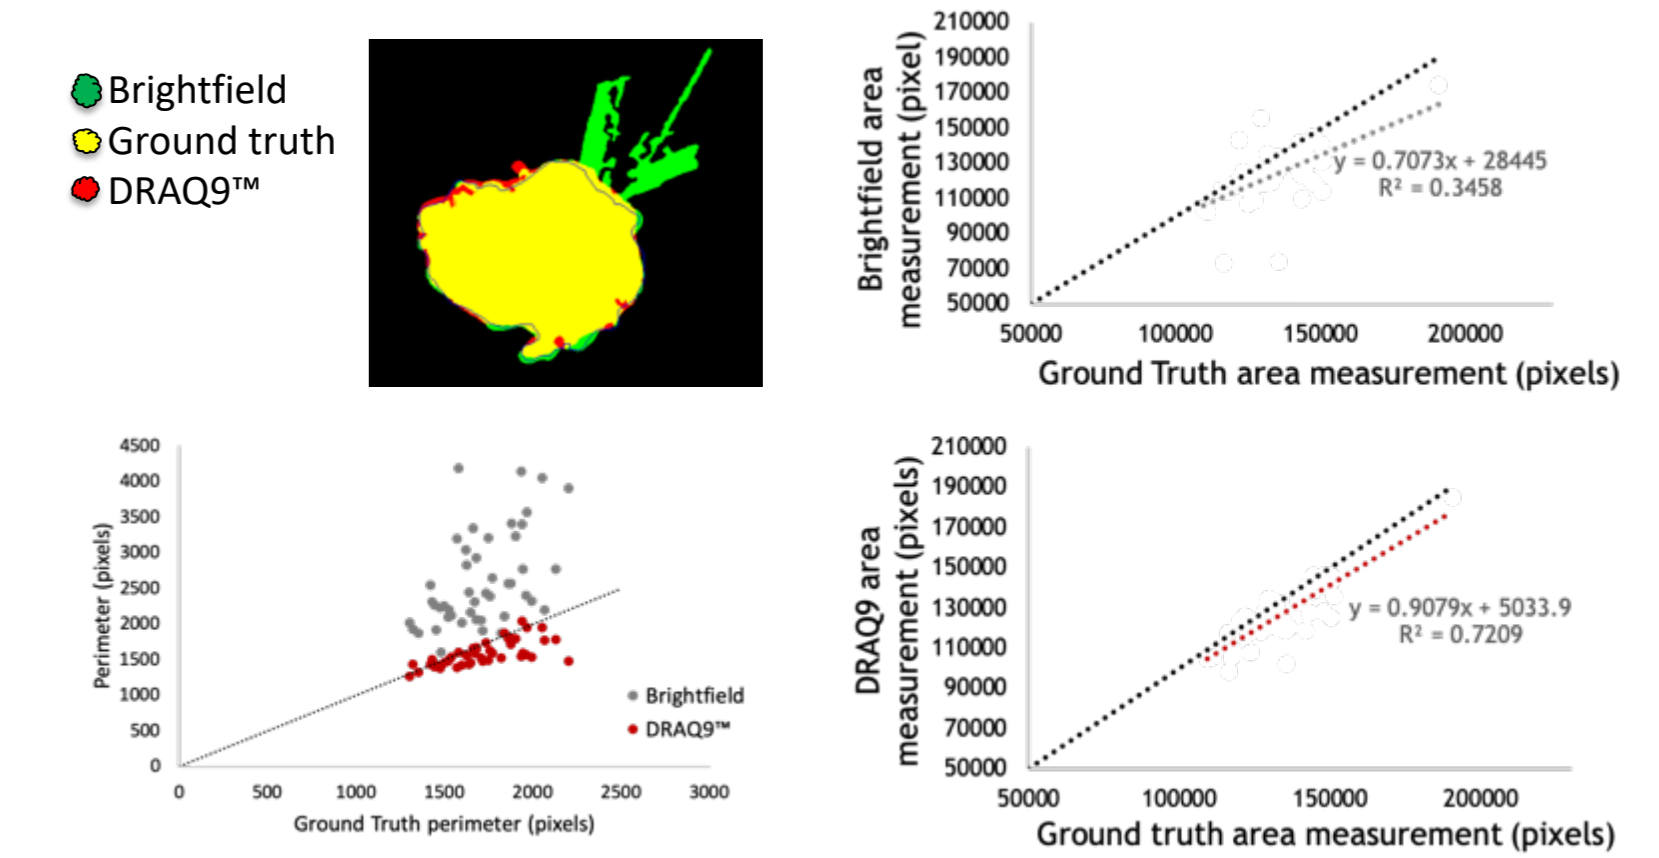 Brightfield
Ground truth
DRAQ9™
210000
190000
170000
150000
130000
110000
90000
70000
50000
Brightfield area
measurement (pixel)
y = 0.7073x + 28445
R² = 0.3458
50000 100000 150000 200000
Ground Truth area measurement (pixels)
4500
4000
3500
3000
2500
2000
1500
1000
500
0
Perimeter (pixels)
Brightfield
DRAQ9™
0 500 1000 1500 2000 2500 3000
Ground Truth perimeter (pixels)
210000
190000
170000
150000
130000
110000
90000
70000
50000
DRAQ9 area
measurement (pixels)
y = 0.9079x + 5033.9
R² = 0.7209
50000 100000 150000 200000
Ground truth area measurement (pixels)